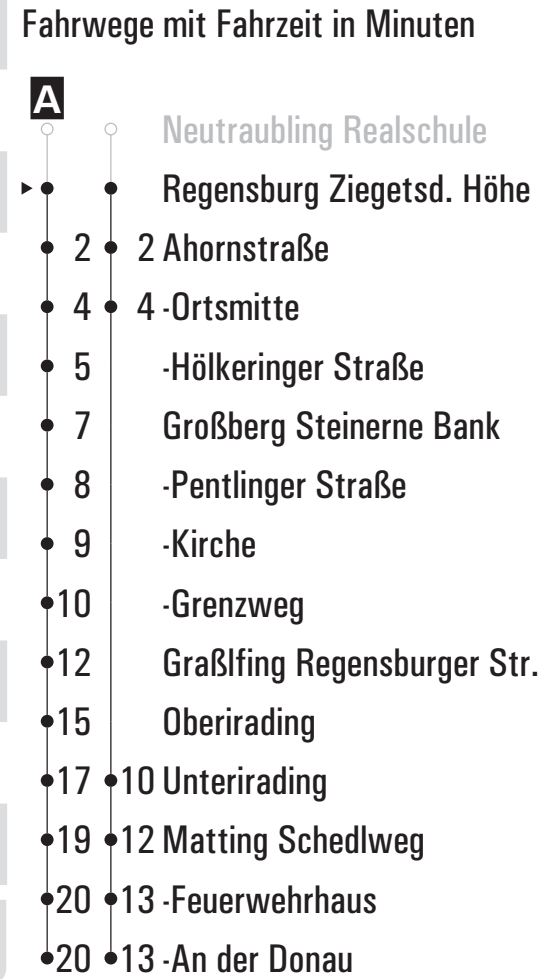 Fahrwege mit Fahrzeit in Minuten
A
Neutraubling Realschule
Regensburg Ziegetsd. Höhe
2 2 Ahornstraße
4 4 -Ortsmitte
5 -Hölkeringer Straße
7 Großberg Steinerne Bank
8 -Pentlinger Straße
9 -Kirche
10 -Grenzweg
12 Graßlfing Regensburger Str.
15 Oberirading
17 10 Unterirading
19 12 Matting Schedlweg
20 13 -Feuerwehrhaus
20 13 -An der Donau